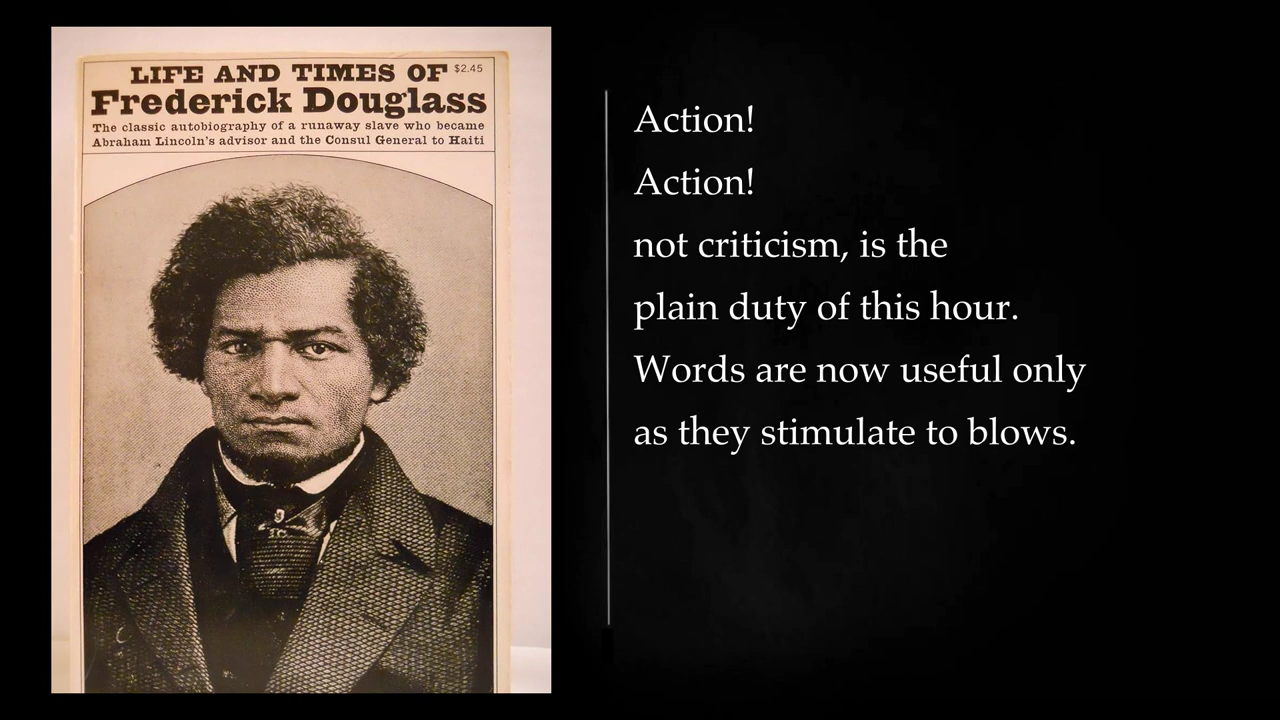 LIFE AND TIMES OF $2.45
Frederick Douglass
The classic autobiography of a runaway slave who became
Abraham Lincoln's advisor and the Consul General to Haiti
Action!
Action!
not criticism, is the
plain duty of this hour.
Words are now useful only
as they stimulate to blows.